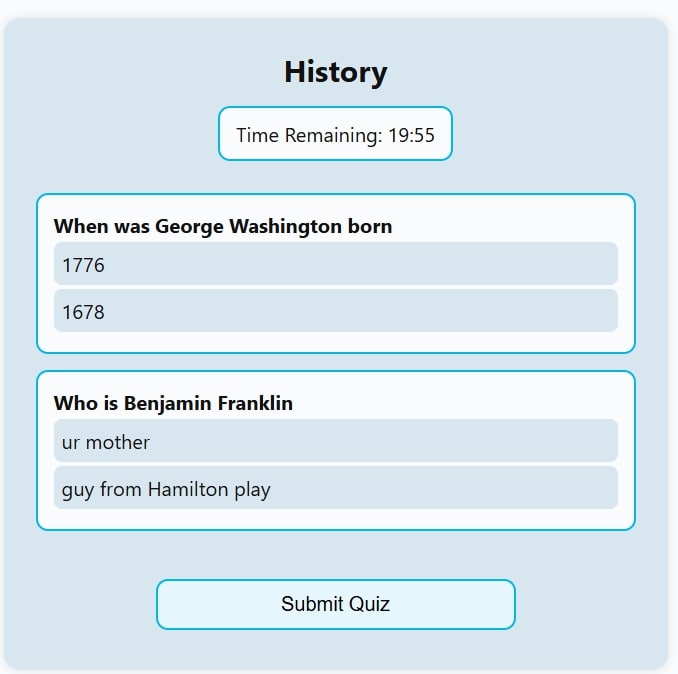 History
Time Remaining: 19:55
When was George Washington born
1776
1678
Who is Benjamin Franklin
ur mother
guy from Hamilton play
Submit Quiz